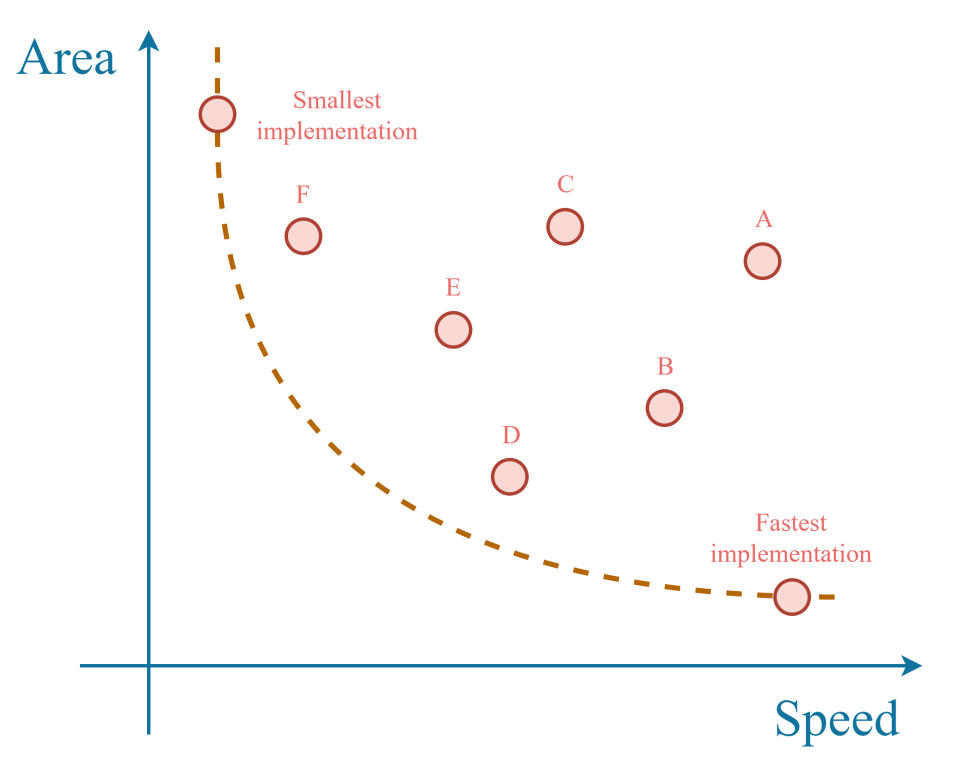 Area
Smallest
implementation
F
C
A
E
B
D
Fastest
implementation
Speed